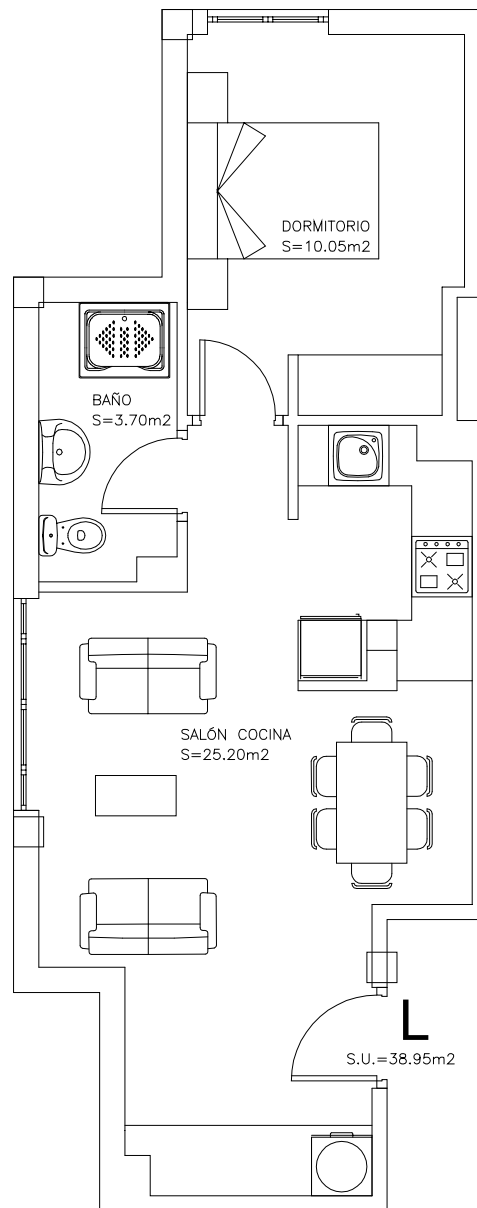 DORMITORIO
S=10.05m2
BAÑO
S=3.70m2
SALÓN COCINA
S=25.20m2
L
S.U.=38.95m2